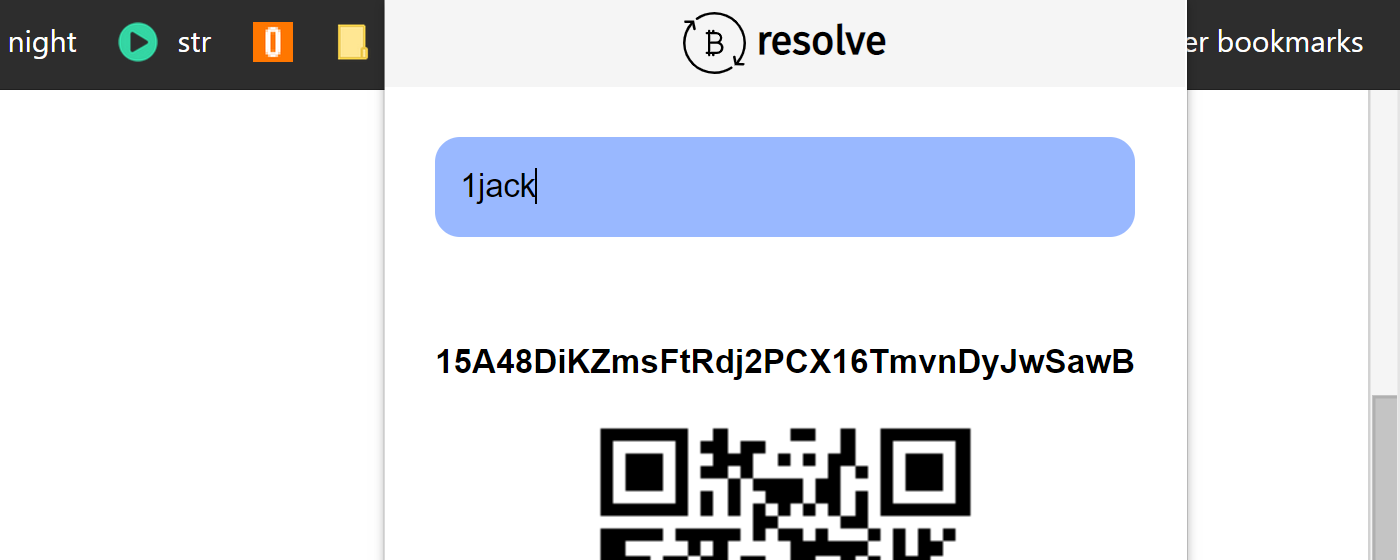 night
str
resolve
er bookmarks
1jack
15A48DiKZmsFtRdj2PCX16TmvnDyJwSawB